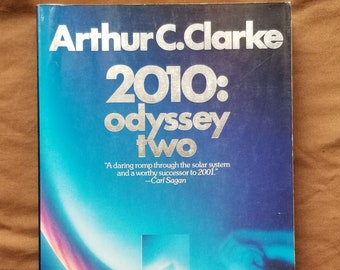 Arthur C. Clarke
2010:
odyssey
two
"A daring romp through the solar system
and a worthy successor to 2001."
—Carl Sagan